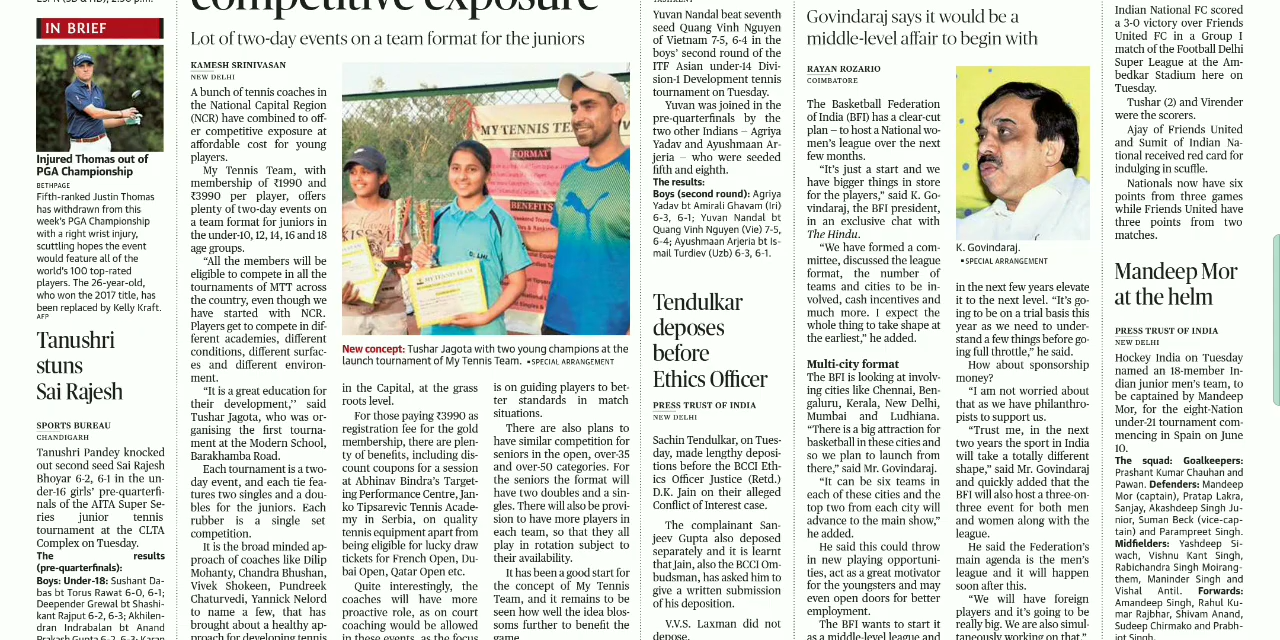 IN BRIEF
Injured Thomas out of
PGA Championship
BETHPAGE
Fifth-ranked Justin Thomas
has withdrawn from this
week's PGA Championship
with a right wrist injury,
scuttling hopes the event
would feature all of the
world's 100 top-rated
players. The 26-year-old,
who won the 2017 title, has
been replaced by Kelly Kraft.
AFP
Tanushri
stuns
Sai Rajesh
SPORTS BUREAU
CHANDIGARH
Tanushri Pandey knocked
out second seed Sai Rajesh
Bhoyar 6-2, 6-1 in the un-
der-16 girls' pre-quarterfi-
nals of the AITA Super Se-
ries junior tennis
tournament at the CLTA
Complex on Tuesday.
The results
(pre-quarterfinals):
Boys: Under-18: Sushant Da-
bas bt Torus Rawat 6-0, 6-1;
Deepender Grewal bt Shashi-
kant Rajput 6-2, 6-3; Akhilen-
dran Indrabalan bt Anand
Prakash Gupta 6-2, 6-3; Karan
competitive exposure
Lot of two-day events on a team format for the juniors
KAMESH SRINIVASAN
NEW DELHI
A bunch of tennis coaches in
the National Capital Region
(NCR) have combined to off-
er competitive exposure at
affordable cost for young
players.
My Tennis Team, with
membership of ₹1990 and
₹3990 per player, offers
plenty of two-day events on
a team format for juniors in
the under-10, 12, 14, 16 and 18
age groups.
“All the members will be
eligible to compete in all the
tournaments of MTT across
the country, even though we
have started with NCR.
Players get to compete in dif-
ferent academies, different
conditions, different surfac-
es and different environ-
ment.
“It is a great education for
their development,’’ said
Tushar Jagota, who was or-
ganising the first tourna-
ment at the Modern School,
Barakhamba Road.
Each tournament is a two-
day event, and each tie fea-
tures two singles and a dou-
bles for the juniors. Each
rubber is a single set
competition.
It is the broad minded ap-
proach of coaches like Dilip
Mohanty, Chandra Bhushan,
Vivek Shokeen, Pundreek
Chaturvedi, Yannick Nelord
to name a few, that has
brought about a healthy ap-
proach for developing tennis
MY TENNIS TEAM
FORMAT
BENEFITS
MY TENNIS TEAM
New concept: Tushar Jagota with two young champions at the
launch tournament of My Tennis Team. ▪SPECIAL ARRANGEMENT
in the Capital, at the grass
roots level.
For those paying ₹3990 as
registration fee for the gold
membership, there are plen-
ty of benefits, including dis-
count coupons for a session
at Abhinav Bindra's Target-
ing Performance Centre, Jan-
ko Tipsarevic Tennis Acade-
my in Serbia, on quality
tennis equipment apart from
being eligible for lucky draw
tickets for French Open, Du-
bai Open, Qatar Open etc.
Quite interestingly, the
coaches will have more
proactive role, as on court
coaching would be allowed
in these events, as the focus
is on guiding players to bet-
ter standards in match
situations.
There are also plans to
have similar competition for
seniors in the open, over-35
and over-50 categories. For
the seniors the format will
have two doubles and a sin-
gles. There will also be provi-
sion to have more players in
each team, so that they all
play in rotation subject to
their availability.
It has been a good start for
the concept of My Tennis
Team, and it remains to be
seen how well the idea blos-
soms further to benefit the
game.
Yuvan Nandal beat seventh
seed Quang Vinh Nguyen
of Vietnam 7-5, 6-4 in the
boys' second round of the
ITF Asian under-14 Divi-
sion-I Development tennis
tournament on Tuesday.
Yuvan was joined in the
pre-quarterfinals by the
two other Indians – Agriya
Yadav and Ayushmaan Ar-
jeria – who were seeded
fifth and eighth.
The results:
Boys (second round): Agriya
Yadav bt Amirali Ghavam (Iri)
6-3, 6-1; Yuvan Nandal bt
Quang Vinh Nguyen (Vie) 7-5,
6-4; Ayushmaan Arjeria bt Is-
mail Turdiev (Uzb) 6-3, 6-1.
Tendulkar
deposes
before
Ethics Officer
PRESS TRUST OF INDIA
NEW DELHI
Sachin Tendulkar, on Tues-
day, made lengthy deposi-
tions before the BCCI Eth-
ics Officer Justice (Retd.)
D.K. Jain on their alleged
Conflict of Interest case.
The complainant San-
jeev Gupta also deposed
separately and it is learnt
that Jain, also the BCCI Om-
budsman, has asked him to
give a written submission
of his deposition.
V.V.S. Laxman did not
depose.
Govindaraj says it would be a
middle-level affair to begin with
RAYAN ROZARIO
COIMBATORE
The Basketball Federation
of India (BFI) has a clear-cut
plan – to host a National wo-
men's league over the next
few months.
“It's just a start and we
have bigger things in store
for the players,” said K. Go-
vindaraj, the BFI president,
in an exclusive chat with
The Hindu.
“We have formed a com-
mittee, discussed the league
format, the number of
teams and cities to be in-
volved, cash incentives and
much more. I expect the
whole thing to take shape at
the earliest,” he added.
Multi-city format
The BFI is looking at involv-
ing cities like Chennai, Ben-
galuru, Kerala, New Delhi,
Mumbai and Ludhiana.
“There is a big attraction for
basketball in these cities and
so we plan to launch from
there,” said Mr. Govindaraj.
“It can be six teams in
each of these cities and the
top two from each city will
advance to the main show,”
he added.
He said this could throw
in new playing opportuni-
ties, act as a great motivator
for the youngsters and may
even open doors for better
employment.
The BFI wants to start it
as a middle-level league and
K. Govindaraj.
▪SPECIAL ARRANGEMENT
in the next few years elevate
it to the next level. “It's go-
ing to be on a trial basis this
year as we need to under-
stand a few things before go-
ing full throttle,” he said.
How about sponsorship
money?
“I am not worried about
that as we have philanthro-
pists to support us.
“Trust me, in the next
two years the sport in India
will take a totally different
shape,” said Mr. Govindaraj
and quickly added that the
BFI will also host a three-on-
three event for both men
and women along with the
league.
He said the Federation's
main agenda is the men's
league and it will happen
soon after this.
“We will have foreign
players and it's going to be
really big. We are also simul-
taneously working on that,”
Indian National FC scored
a 3-0 victory over Friends
United FC in a Group I
match of the Football Delhi
Super League at the Am-
bedkar Stadium here on
Tuesday.
Tushar (2) and Virender
were the scorers.
Ajay of Friends United
and Sumit of Indian Na-
tional received red card for
indulging in scuffle.
Nationals now have six
points from three games
while Friends United have
three points from two
matches.
Mandeep Mor
at the helm
PRESS TRUST OF INDIA
NEW DELHI
Hockey India on Tuesday
named an 18-member In-
dian junior men's team, to
be captained by Mandeep
Mor, for the eight-Nation
under-21 tournament com-
mencing in Spain on June
10.
The squad: Goalkeepers:
Prashant Kumar Chauhan and
Pawan. Defenders: Mandeep
Mor (captain), Pratap Lakra,
Sanjay, Akashdeep Singh Ju-
nior, Suman Beck (vice-cap-
tain) and Parampreet Singh.
Midfielders: Yashdeep Si-
wach, Vishnu Kant Singh,
Rabichandra Singh Moirang-
them, Maninder Singh and
Vishal Antil. Forwards:
Amandeep Singh, Rahul Ku-
mar Rajbhar, Shivam Anand,
Sudeep Chirmako and Prabh-
jot Singh.